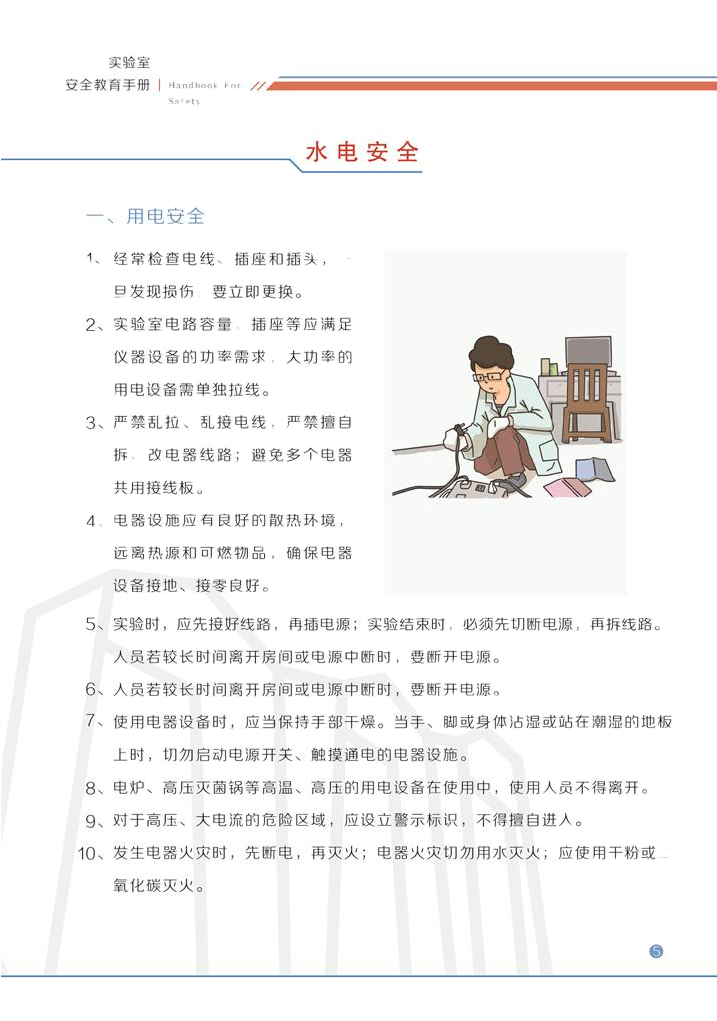 实验室
安全教育手册 Handbook For
Safety
水电安全
一、用电安全
1、经常检查电线、插座和插头，一
旦发现损伤 要立即更换。
2、实验室电路容量、插座等应满足
仪器设备的功率需求，大功率的
用电设备需单独拉线。
3、严禁乱拉、乱接电线，严禁擅自
拆、改电器线路；避免多个电器
共用接线板。
4、电器设施应有良好的散热环境，
远离热源和可燃物品，确保电器
设备接地、接零良好。
5、实验时，应先接好线路，再插电源；实验结束时，必须先切断电源，再拆线路。
人员若较长时间离开房间或电源中断时，要断开电源。
6、人员若较长时间离开房间或电源中断时，要断开电源。
7、使用电器设备时，应当保持手部干燥。当手、脚或身体沾湿或站在潮湿的地板
上时，切勿启动电源开关、触摸通电的电器设施。
8、电炉、高压灭菌锅等高温、高压的用电设备在使用中，使用人员不得离开。
9、对于高压、大电流的危险区域，应设立警示标识，不得擅自进人。
10、发生电器火灾时，先断电，再灭火；电器火灾切勿用水灭火；应使用干粉或二
氧化碳灭火。
5